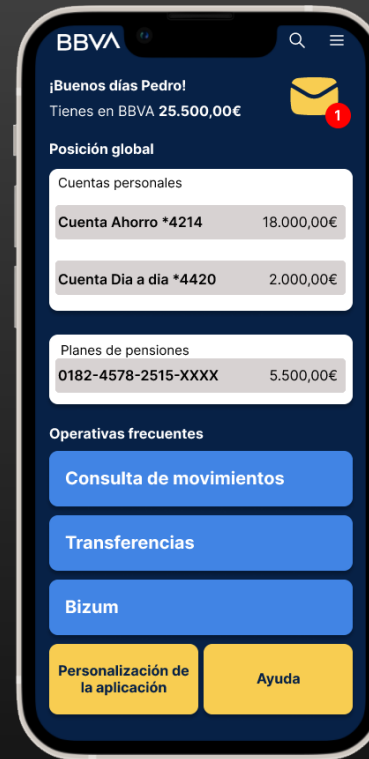 BBVA
¡Buenos días Pedro!
Tienes en BBVA 25.500,00€
1
Posición global
Cuentas personales
Cuenta Ahorro *4214 18.000,00€
Cuenta Dia a dia *4420 2.000,00€
Planes de pensiones
0182-4578-2515-XXXX 5.500,00€
Operativas frecuentes
Consulta de movimientos
Transferencias
Bizum
Personalización de
la aplicación
Ayuda